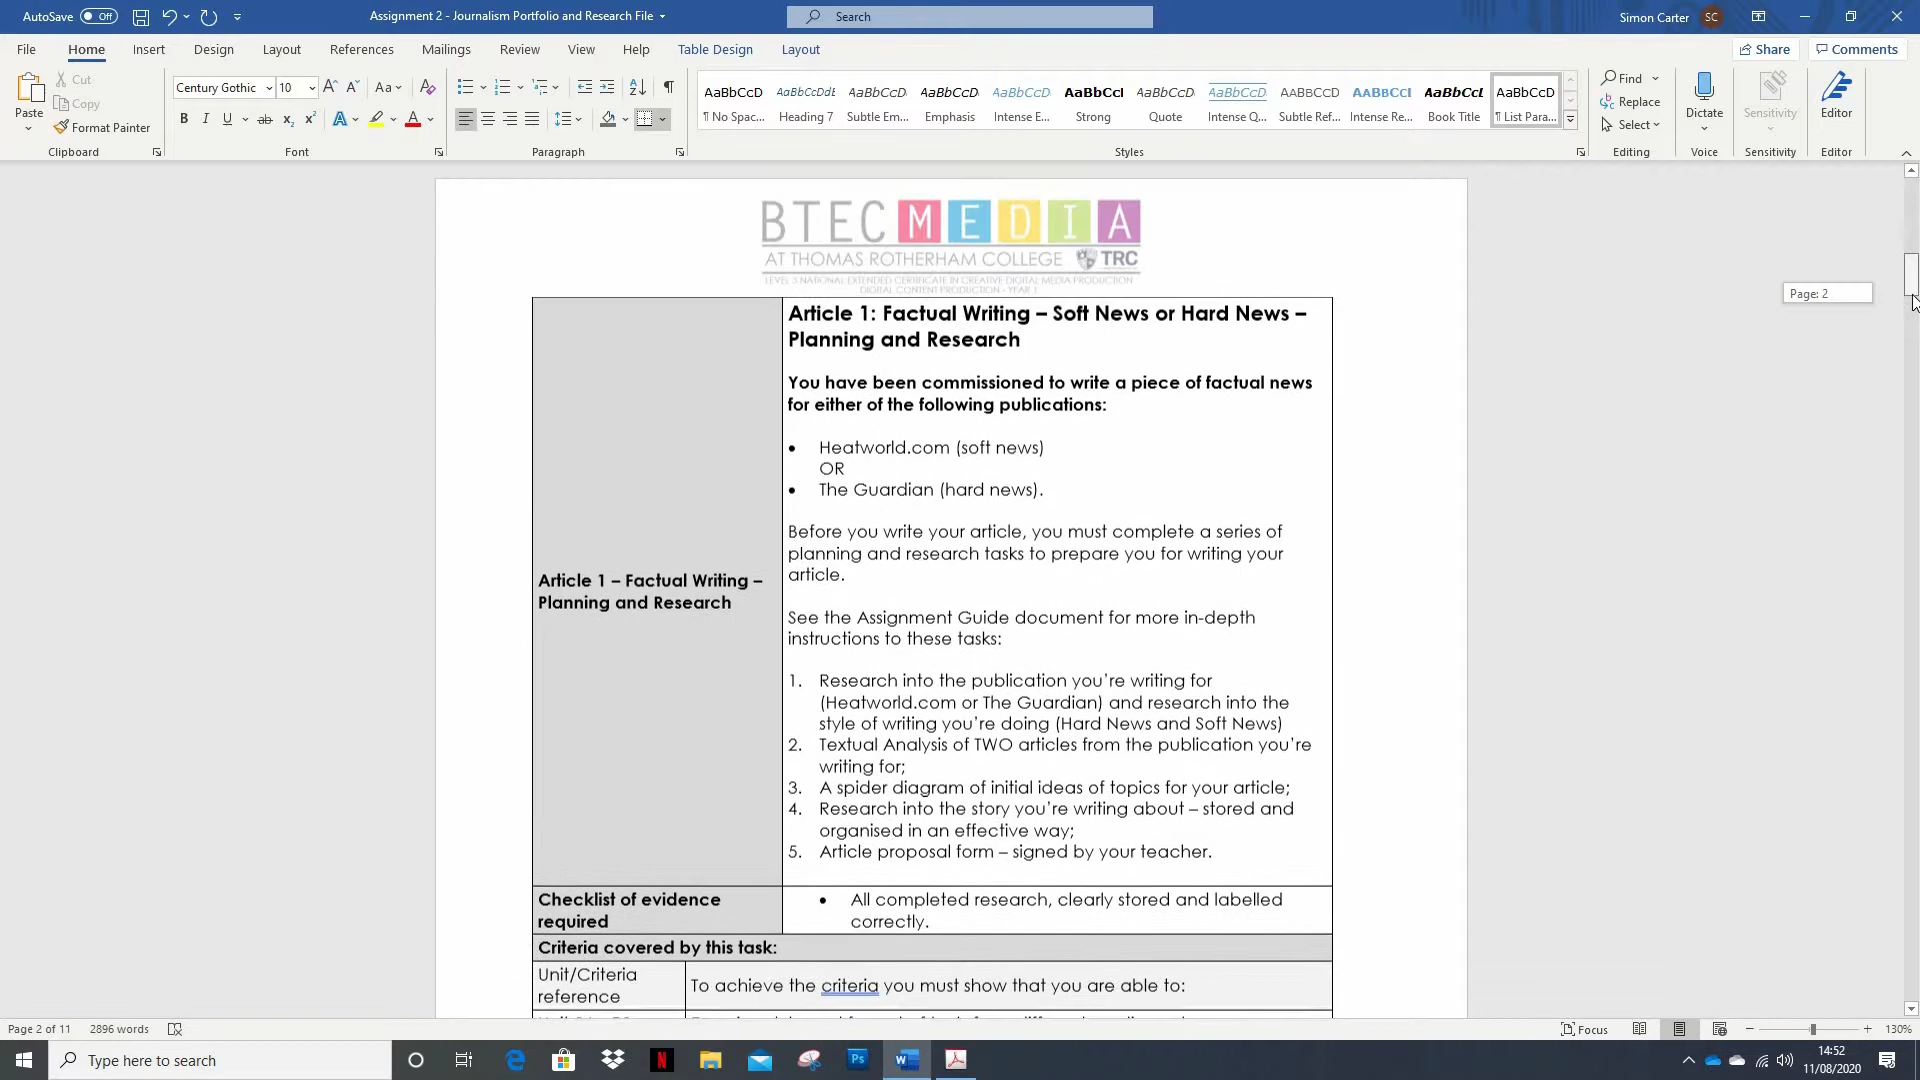 AutoSave Off Assignment 2 - Journalism Portfolio and Research File Search Simon Carter SC
File Home Insert Design Layout References Mailings Review View Help Table Design Layout Share Comments
Paste Cut Copy Format Painter
Clipboard
Century Gothic 10 Aa
B I U ab x₂ x² A A
Font
Paragraph
AaBbCcD AaBbCcDdE AaBbCcD AaBbCcD AaBbCcD AaBbCcI AaBbCcD AaBbCcD AABBCCD AABBCCI AaBbCcL AaBbCcD
¶ No Spac... Heading 7 Subtle Em... Emphasis Intense E... Strong Quote Intense Q... Subtle Ref... Intense Re... Book Title ¶ List Para...
Styles
Find
Replace
Select
Editing
Dictate
Voice
Sensitivity
Sensitivity
Editor
Editor
BTEC MEDIA
AT THOMAS ROTHERHAM COLLEGE TRC
LEVEL 3 NATIONAL EXTENDED CERTIFICATE IN CREATIVE DIGITAL MEDIA PRODUCTION
DIGITAL CONTENT PRODUCTION - YEAR 1
Page: 2
Article 1 – Factual Writing –
Planning and Research
Article 1: Factual Writing – Soft News or Hard News –
Planning and Research
You have been commissioned to write a piece of factual news
for either of the following publications:
• Heatworld.com (soft news)
OR
• The Guardian (hard news).
Before you write your article, you must complete a series of
planning and research tasks to prepare you for writing your
article.
See the Assignment Guide document for more in-depth
instructions to these tasks:
1. Research into the publication you’re writing for
(Heatworld.com or The Guardian) and research into the
style of writing you’re doing (Hard News and Soft News)
2. Textual Analysis of TWO articles from the publication you’re
writing for;
3. A spider diagram of initial ideas of topics for your article;
4. Research into the story you’re writing about – stored and
organised in an effective way;
5. Article proposal form – signed by your teacher.
Checklist of evidence
required
• All completed research, clearly stored and labelled
correctly.
Criteria covered by this task:
Unit/Criteria
reference
To achieve the criteria you must show that you are able to:
Page 2 of 11 2896 words Focus 130%
Type here to search
14:52
11/08/2020